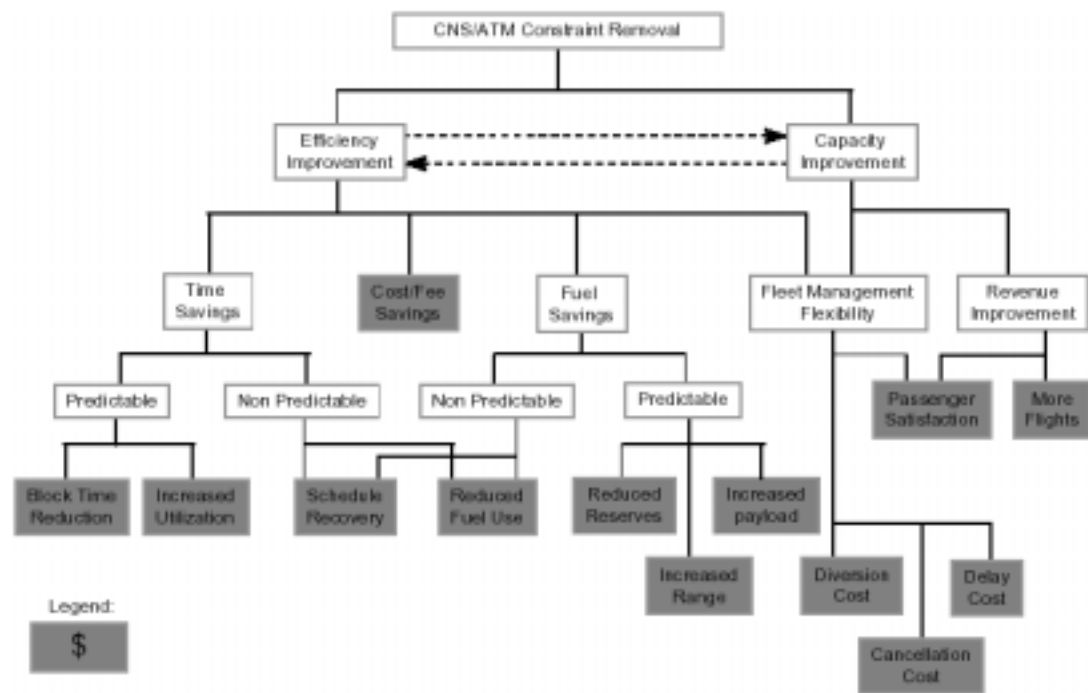 CNS/ATM Constraint Removal
Efficiency
Improvement
Capacity
Improvement
Time
Savings
Cost/Fee
Savings
Fuel
Savings
Fleet Management
Flexibility
Revenue
Improvement
Predictable
Non Predictable
Non Predictable
Predictable
Passenger
Satisfaction
More
Flights
Block Time
Reduction
Increased
Utilization
Schedule
Recovery
Reduced
Fuel Use
Reduced
Reserves
Increased
payload
Increased
Range
Diversion
Cost
Delay
Cost
Cancellation
Cost
Legend:
$